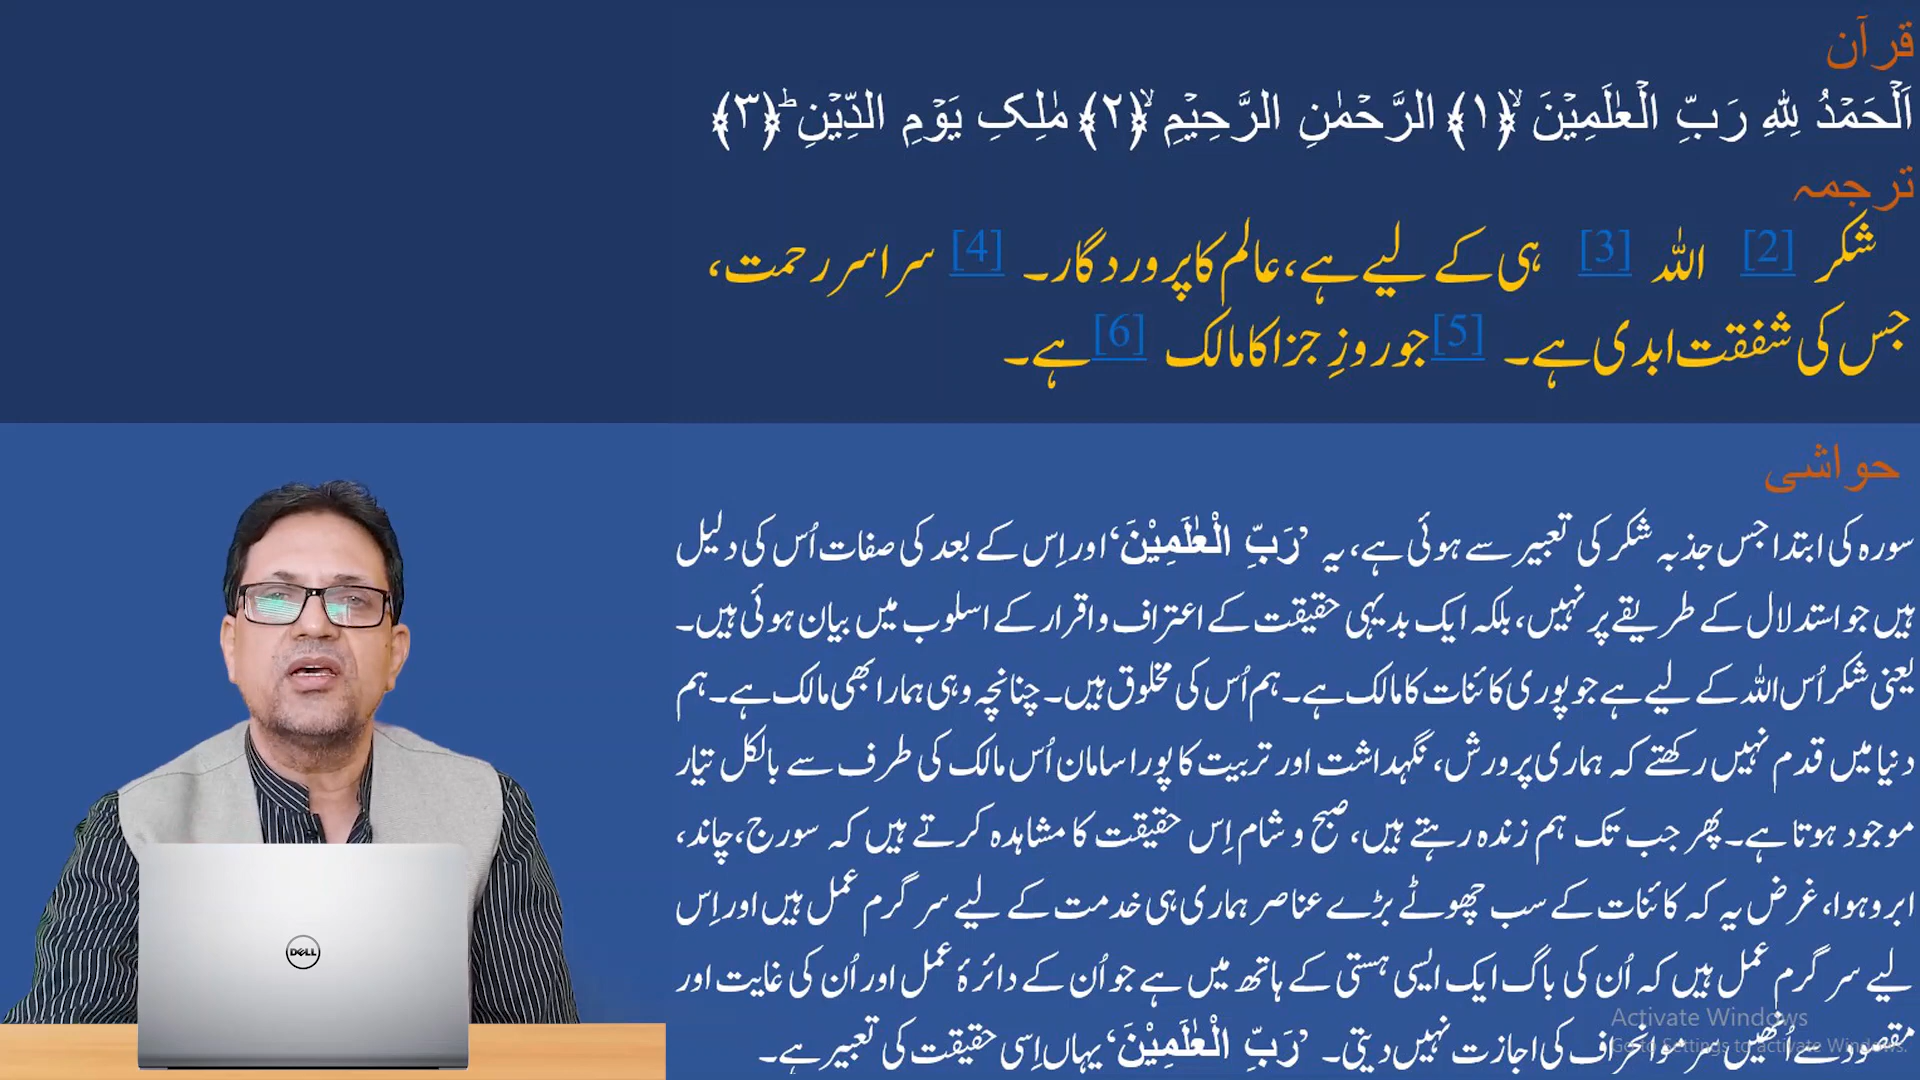 قرآن
اَلۡحَمۡدُ لِلّٰهِ رَبِّ الۡعٰلَمِيۡنَ ۙ‏﴿۱﴾ الرَّحۡمٰنِ الرَّحِيۡمِ ۙ‏﴿۲﴾ مٰلِكِ يَوۡمِ الدِّيۡنِ ؕ‏﴿۳﴾
ترجمہ
شکر [2] اللہ [3] ہی کے لیے ہے، عالم کا پروردگار۔ [4] سراسر رحمت،
جس کی شفقت ابدی ہے۔ [5] جو روزِ جزا کا مالک [6] ہے۔
حواشی
سورہ کی ابتدا جس جذبہ شکر کی تعبیر سے ہوئی ہے، یہ ’رَبِّ الْعٰلَمِیْنَ‘ اور اِس کے بعد کی صفات اُس کی دلیل
ہیں جو استدلال کے طریقے پر نہیں، بلکہ ایک بدیہی حقیقت کے اعتراف و اقرار کے اسلوب میں بیان ہوئی ہیں۔
یعنی شکر اُس اللہ کے لیے ہے جو پوری کائنات کا مالک ہے۔ ہم اُس کی مخلوق ہیں۔ چنانچہ وہی ہمارا بھی مالک ہے۔ ہم
دنیا میں قدم نہیں رکھتے کہ ہماری پرورش، نگہداشت اور تربیت کا پورا سامان اُس مالک کی طرف سے بالکل تیار
موجود ہوتا ہے۔ پھر جب تک ہم زندہ رہتے ہیں، صبح و شام اِس حقیقت کا مشاہدہ کرتے ہیں کہ سورج، چاند،
ابر و ہوا، غرض یہ کہ کائنات کے سب چھوٹے بڑے عناصر ہماری ہی خدمت کے لیے سرگرم عمل ہیں اور اِس
لیے سرگرم عمل ہیں کہ اُن کی باگ ایک ایسی ہستی کے ہاتھ میں ہے جو اُن کے دائرۂ عمل اور اُن کی غایت اور
مقصود سے اُنھیں سرموانحراف کی اجازت نہیں دیتی۔ ’رَبِّ الْعٰلَمِیْنَ‘ یہاں اِسی حقیقت کی تعبیر ہے۔
Activate Windows
Go to Settings to activate Windows.
DELL